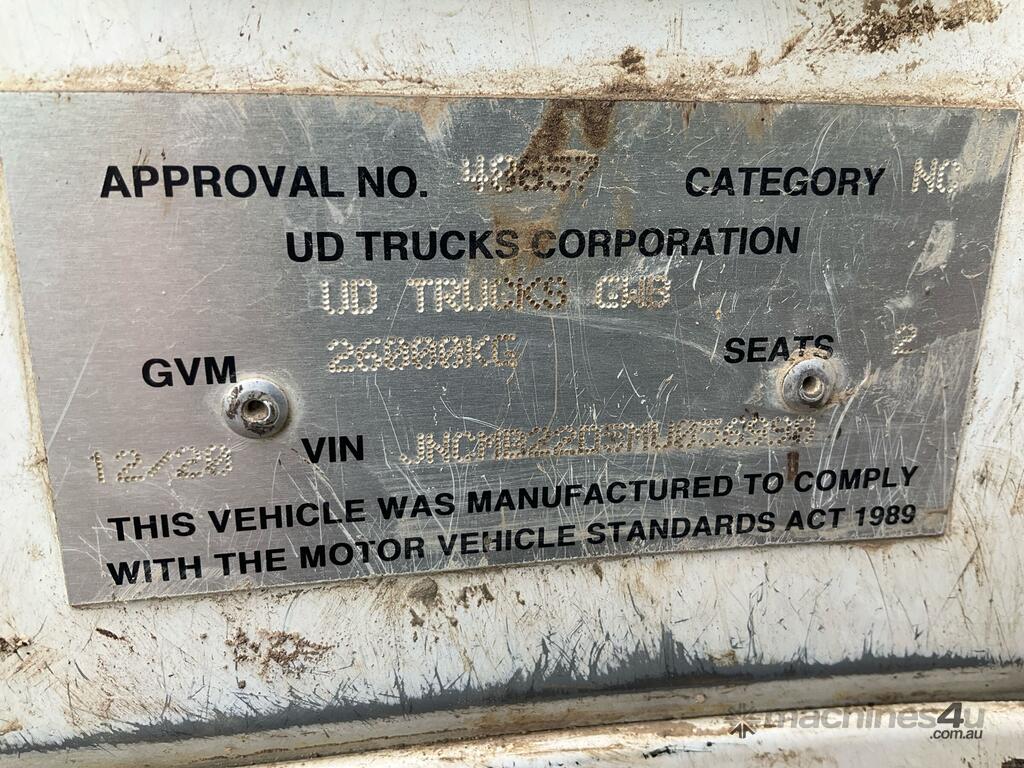 APPROVAL NO. 40657 CATEGORY NC
UD TRUCKS CORPORATION
UD TRUCKS GWB
GVM 26000KG SEATS 2
12/20 VIN
THIS VEHICLE WAS MANUFACTURED TO COMPLY
WITH THE MOTOR VEHICLE STANDARDS ACT 1989
machines4u
.com.au